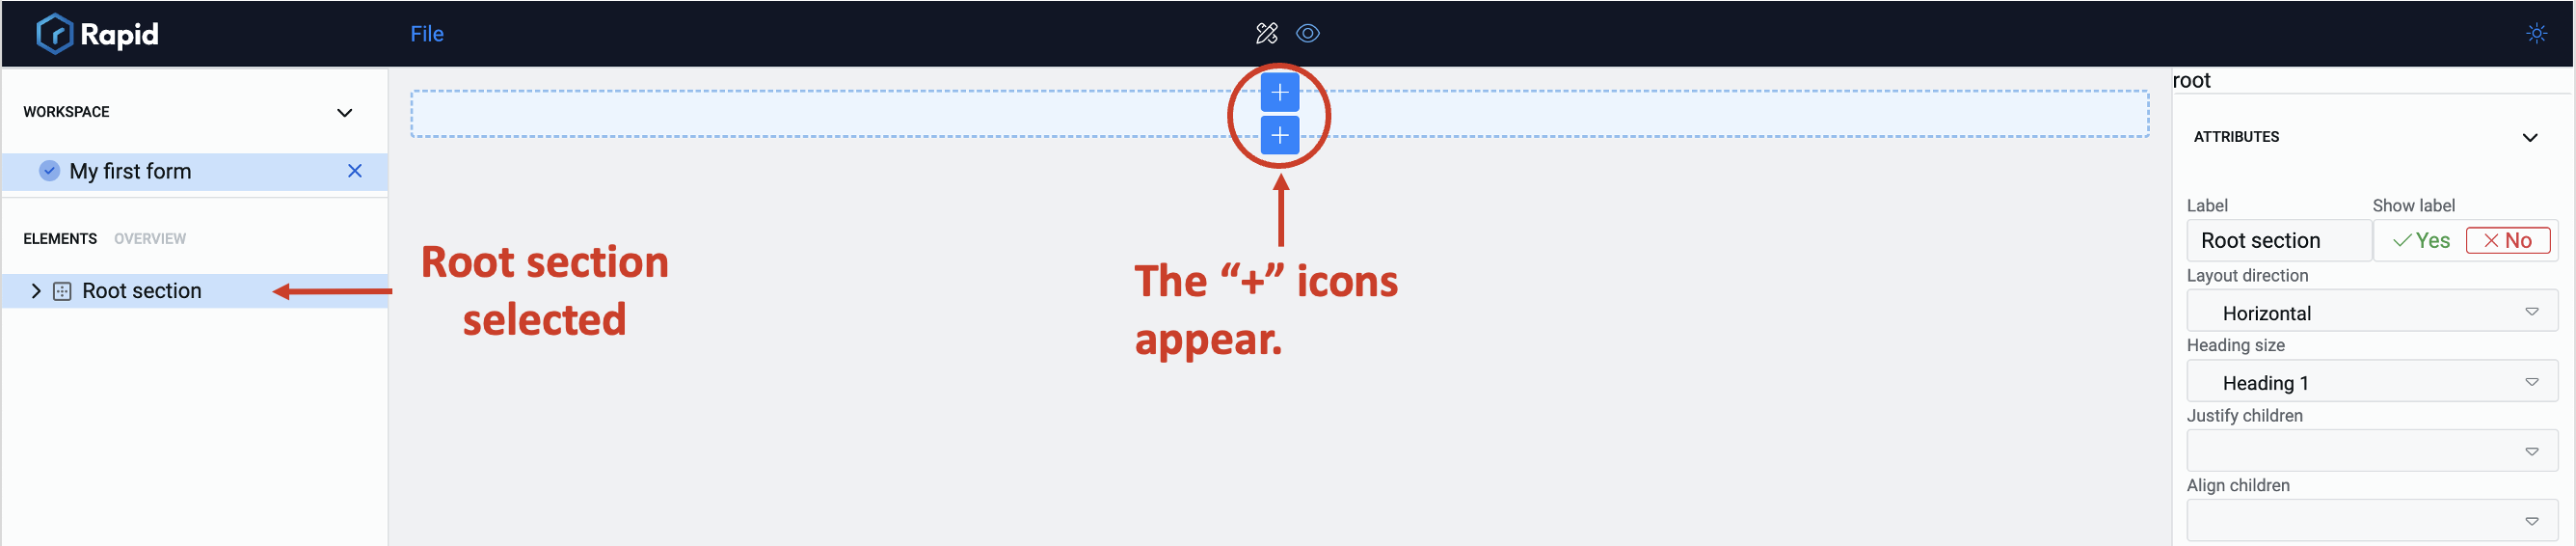 Rapid
File
WORKSPACE
My first form
ELEMENTS OVERVIEW
Root section
Root section
selected
The “+” icons
appear.
root
ATTRIBUTES
Label Show label
Root section Yes No
Layout direction
Horizontal
Heading size
Heading 1
Justify children
Align children